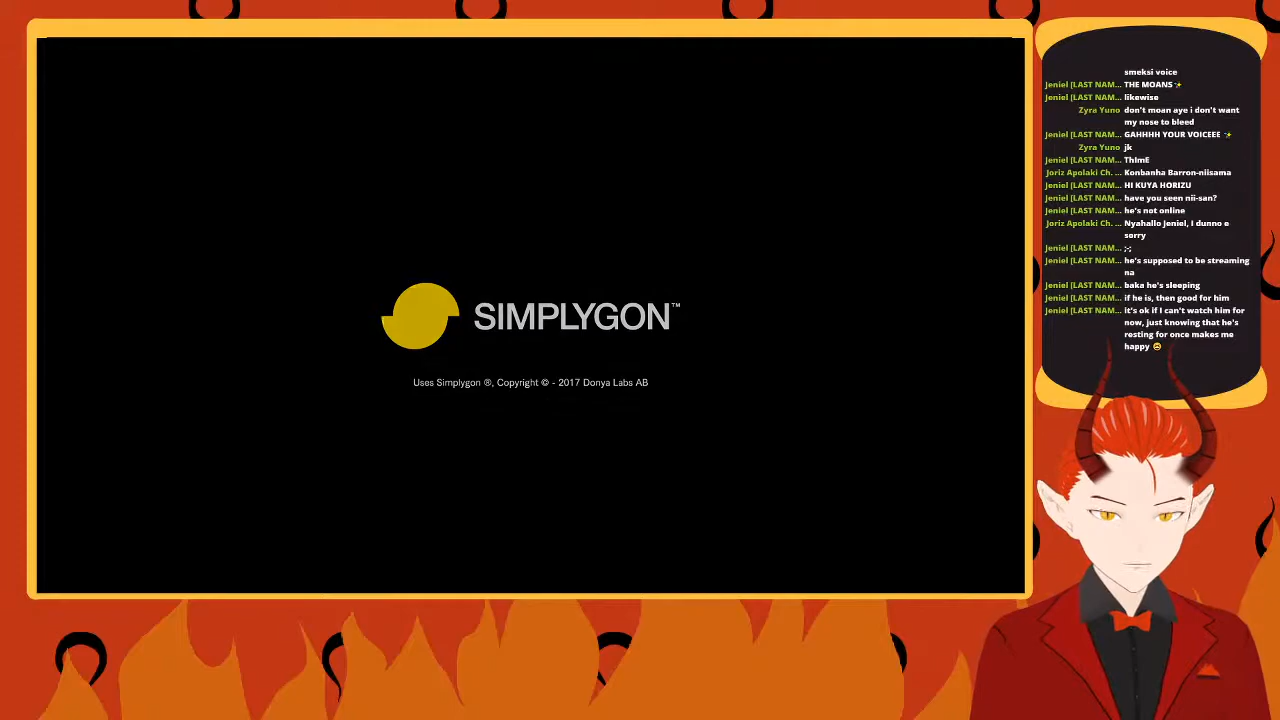 SIMPLYGON™
Uses Simplygon ®, Copyright © - 2017 Donya Labs AB
smeksi voice
Jeniel [LAST NAM... THE MOANS✨
Jeniel [LAST NAM... likewise
Zyra Yuno don't moan aye i don't want
my nose to bleed
Jeniel [LAST NAM... GAHHHH YOUR VOICEEE ✨
Zyra Yuno jk
Jeniel [LAST NAM... ThImE
Joriz Apolaki Ch. ... Konbanha Barron-niisama
Jeniel [LAST NAM... HI KUYA HORIZU
Jeniel [LAST NAM... have you seen nii-san?
Jeniel [LAST NAM... he's not online
Joriz Apolaki Ch. ... Nyahallo Jeniel, I dunno e
sorry
Jeniel [LAST NAM... ;-;
Jeniel [LAST NAM... he's supposed to be streaming
na
Jeniel [LAST NAM... baka he's sleeping
Jeniel [LAST NAM... if he is, then good for him
Jeniel [LAST NAM... it's ok if I can't watch him for
now, just knowing that he's
resting for once makes me
happy 😄